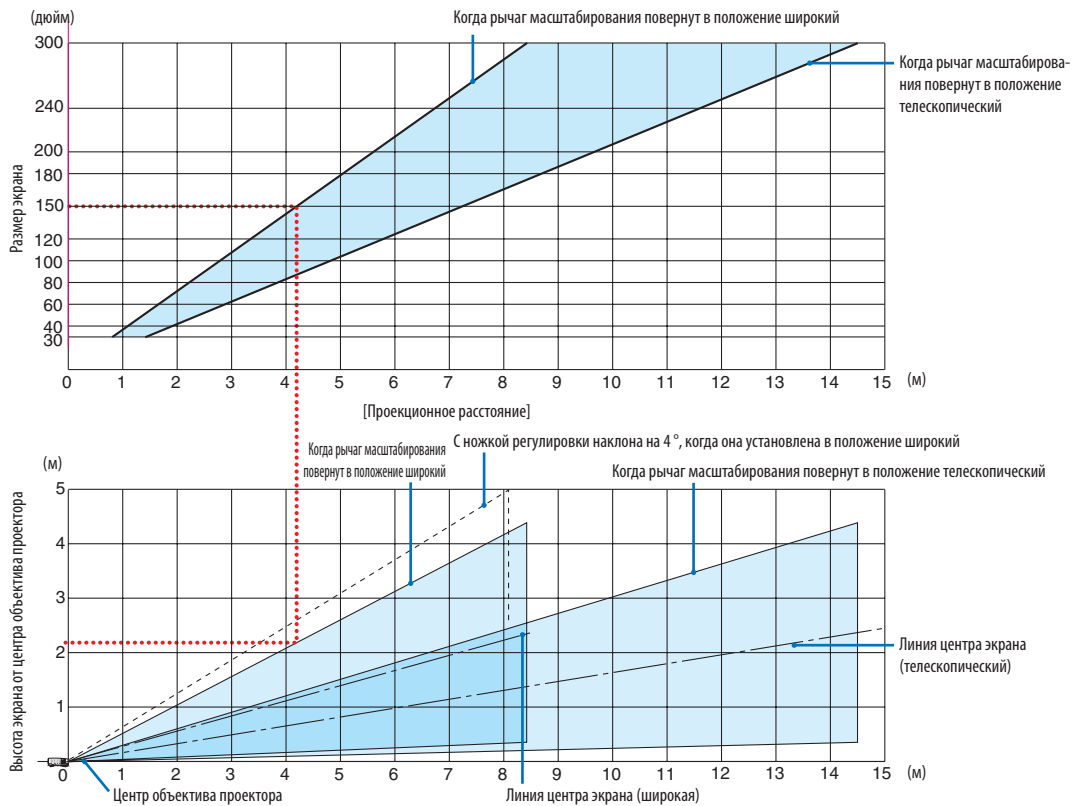 (дюйм)
Когда рычаг масштабирования повернут в положение широкий
300
240
200
180
150
120
100
80
60
40
30
Размер экрана
Когда рычаг масштабирова-
ния повернут в положение
телескопический
0 1 2 3 4 5 6 7 8 9 10 11 12 13 14 15 (м)
[Проекционное расстояние]
С ножкой регулировки наклона на 4 °, когда она установлена в положение широкий
Когда рычаг масштабирования
повернут в положение широкий
Когда рычаг масштабирования повернут в положение телескопический
(м)
5
4
3
2
1
Высота экрана от центра объектива проектора
Линия центра экрана
(телескопический)
0 1 2 3 4 5 6 7 8 9 10 11 12 13 14 15 (м)
Центр объектива проектора
Линия центра экрана (широкая)